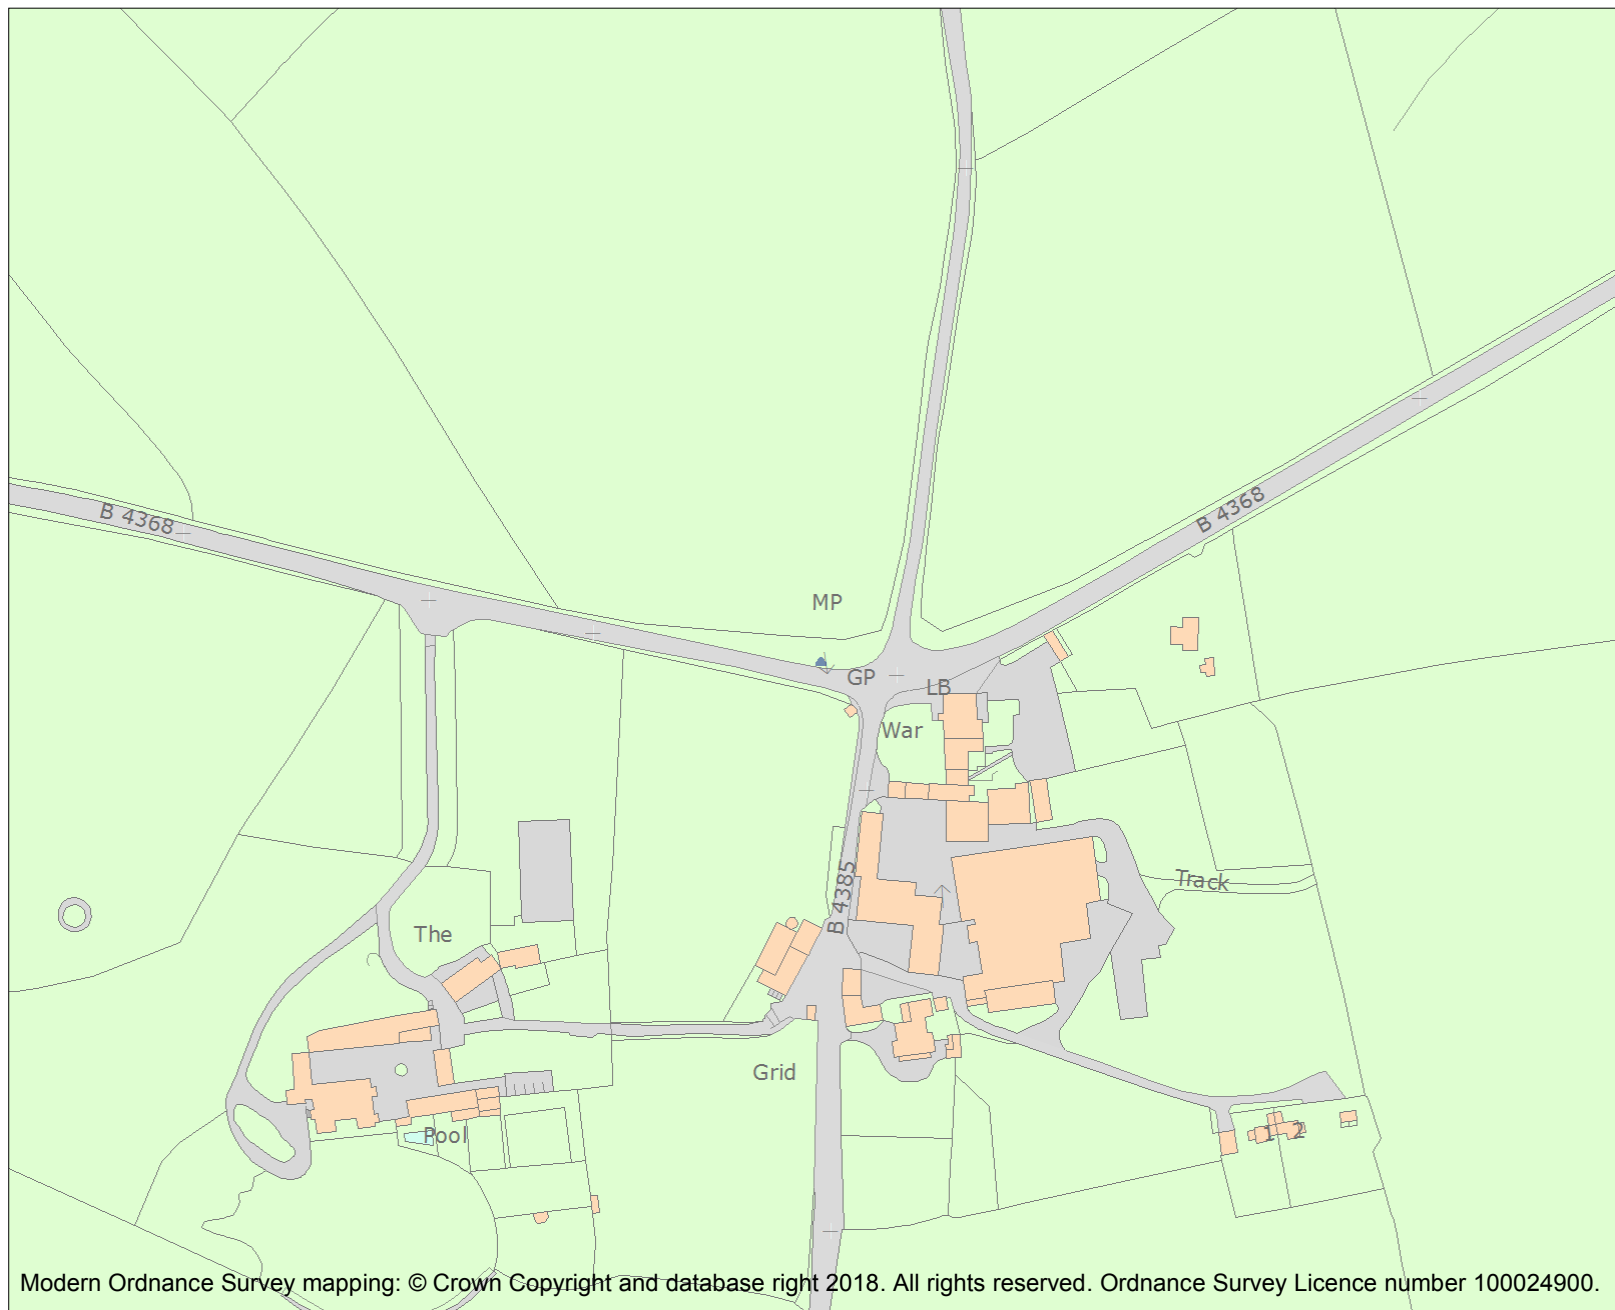 B 4368
B 4368
MP
GP
LB
War
B 4385
Track
The
Grid
Pool
1 2
Modern Ordnance Survey mapping: © Crown Copyright and database right 2018. All rights reserved. Ordnance Survey Licence number 100024900.